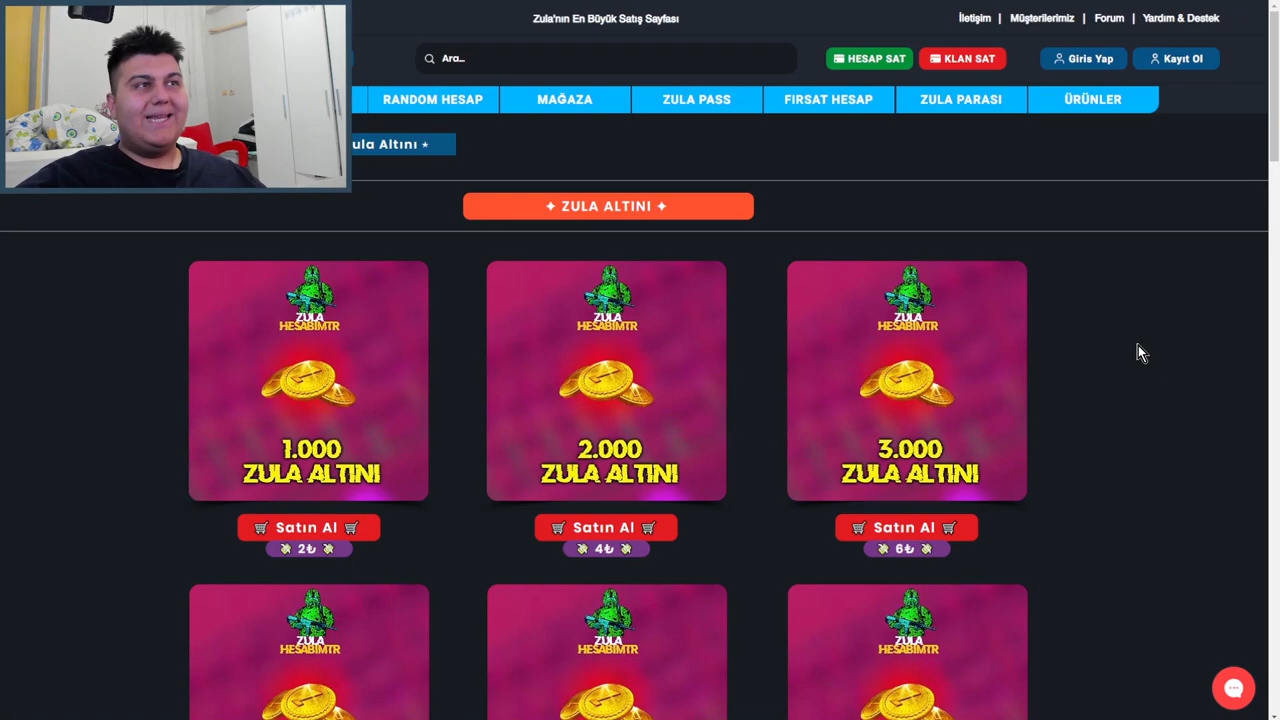 Zula'nın En Büyük Satış Sayfası
İletişim | Müşterilerimiz | Forum | Yardım & Destek
Ara...
HESAP SAT
KLAN SAT
Giris Yap
Kayıt Ol
RANDOM HESAP
MAĞAZA
ZULA PASS
FIRSAT HESAP
ZULA PARASI
ÜRÜNLER
ula Altını ★
✦ ZULA ALTINI ✦
ZULA
HESABIMTR
1.000
ZULA ALTINI
Satın Al
2₺
ZULA
HESABIMTR
2.000
ZULA ALTINI
Satın Al
4₺
ZULA
HESABIMTR
3.000
ZULA ALTINI
Satın Al
6₺
ZULA
HESABIMTR
ZULA
HESABIMTR
ZULA
HESABIMTR